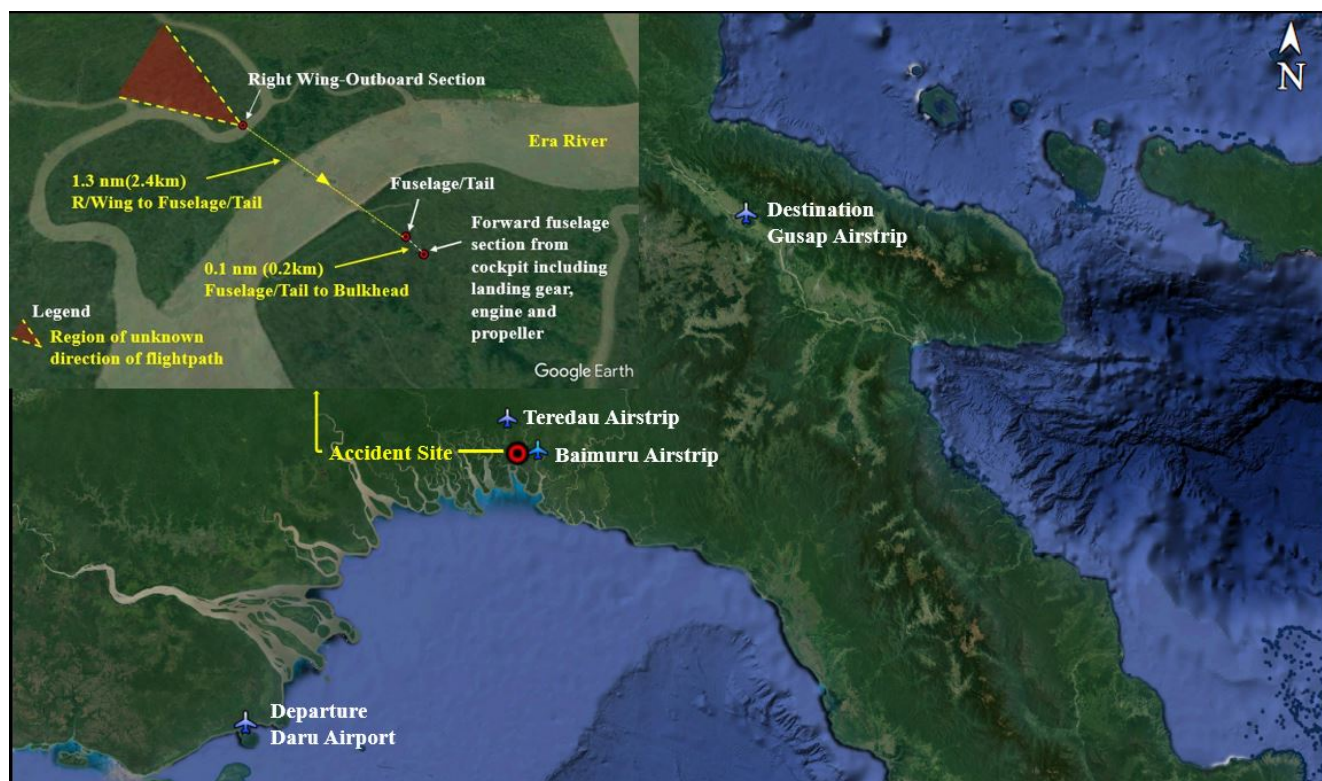 N
Right Wing-Outboard Section
Era River
1.3 nm(2.4km)
R/Wing to Fuselage/Tail
Fuselage/Tail
Forward fuselage
section from
cockpit including
landing gear,
engine and
propeller
0.1 nm (0.2km)
Fuselage/Tail to Bulkhead
Legend
Region of unknown
direction of flightpath
Google Earth
Destination
Gusap Airstrip
Teredau Airstrip
Accident Site
Baimuru Airstrip
Departure
Daru Airport